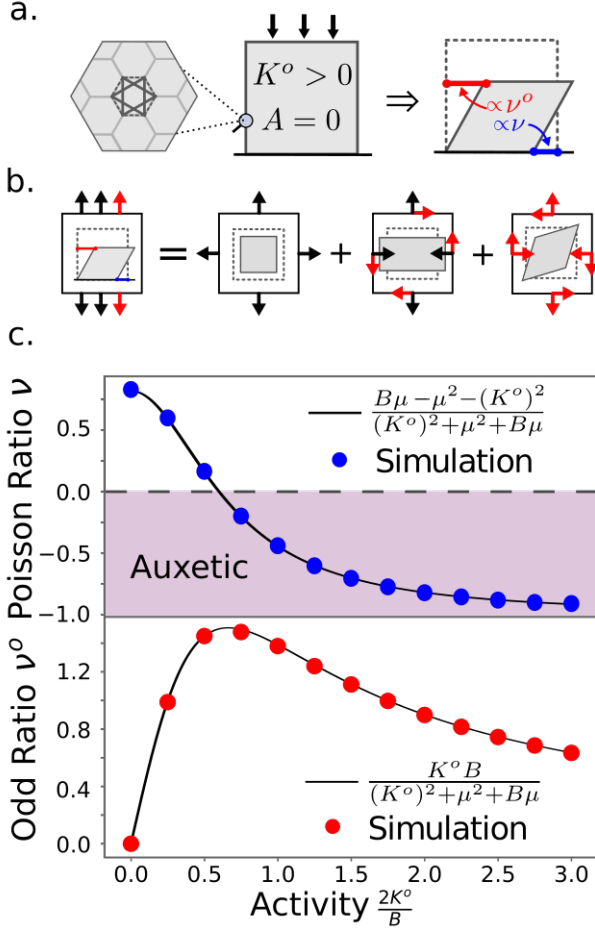 a.
K^o > 0
A = 0
⇒
∝ν^o
∝ν
b.
= + +
c.
Poisson Ratio ν
0.5
0.0
−0.5
−1.0
Bμ−μ²−(K^o)²
(K^o)²+μ²+Bμ
Simulation
Auxetic
Odd Ratio ν^o
1.2
0.8
0.4
0.0
K^o B
(K^o)²+μ²+Bμ
Simulation
0.0 0.5 1.0 1.5 2.0 2.5 3.0
Activity 2K^o/B